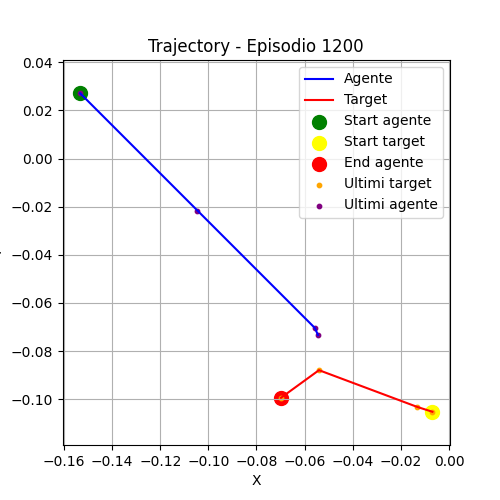 Trajectory - Episodio 1200
0.04
0.02
0.00
−0.02
−0.04
−0.06
−0.08
−0.10
−0.16
−0.14
−0.12
−0.10
−0.08
−0.06
−0.04
−0.02
0.00
X
Agente
Target
Start agente
Start target
End agente
Ultimi target
Ultimi agente